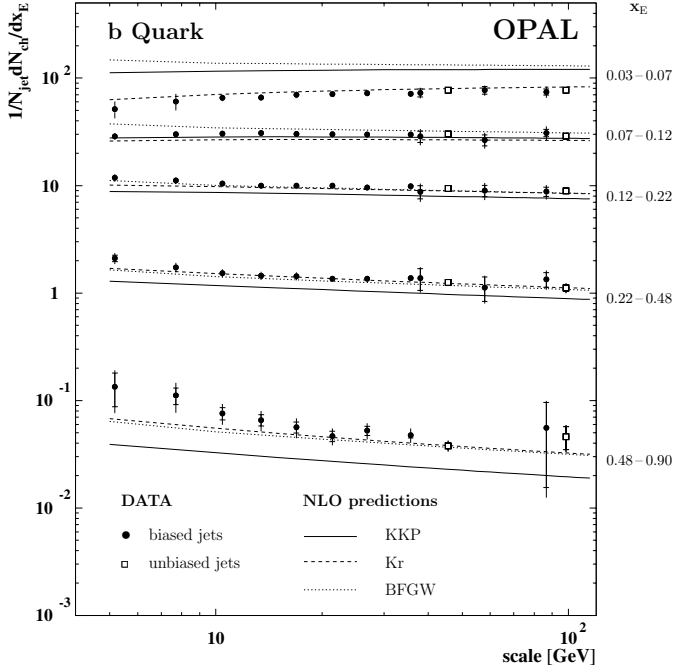 b Quark
OPAL
x_E
1/N_jet dN_ch/dx_E
10^2
10
1
10^-1
10^-2
10^-3
0.03−0.07
0.07−0.12
0.12−0.22
0.22−0.48
0.48−0.90
DATA
biased jets
unbiased jets
NLO predictions
KKP
Kr
BFGW
10
10^2
scale [GeV]